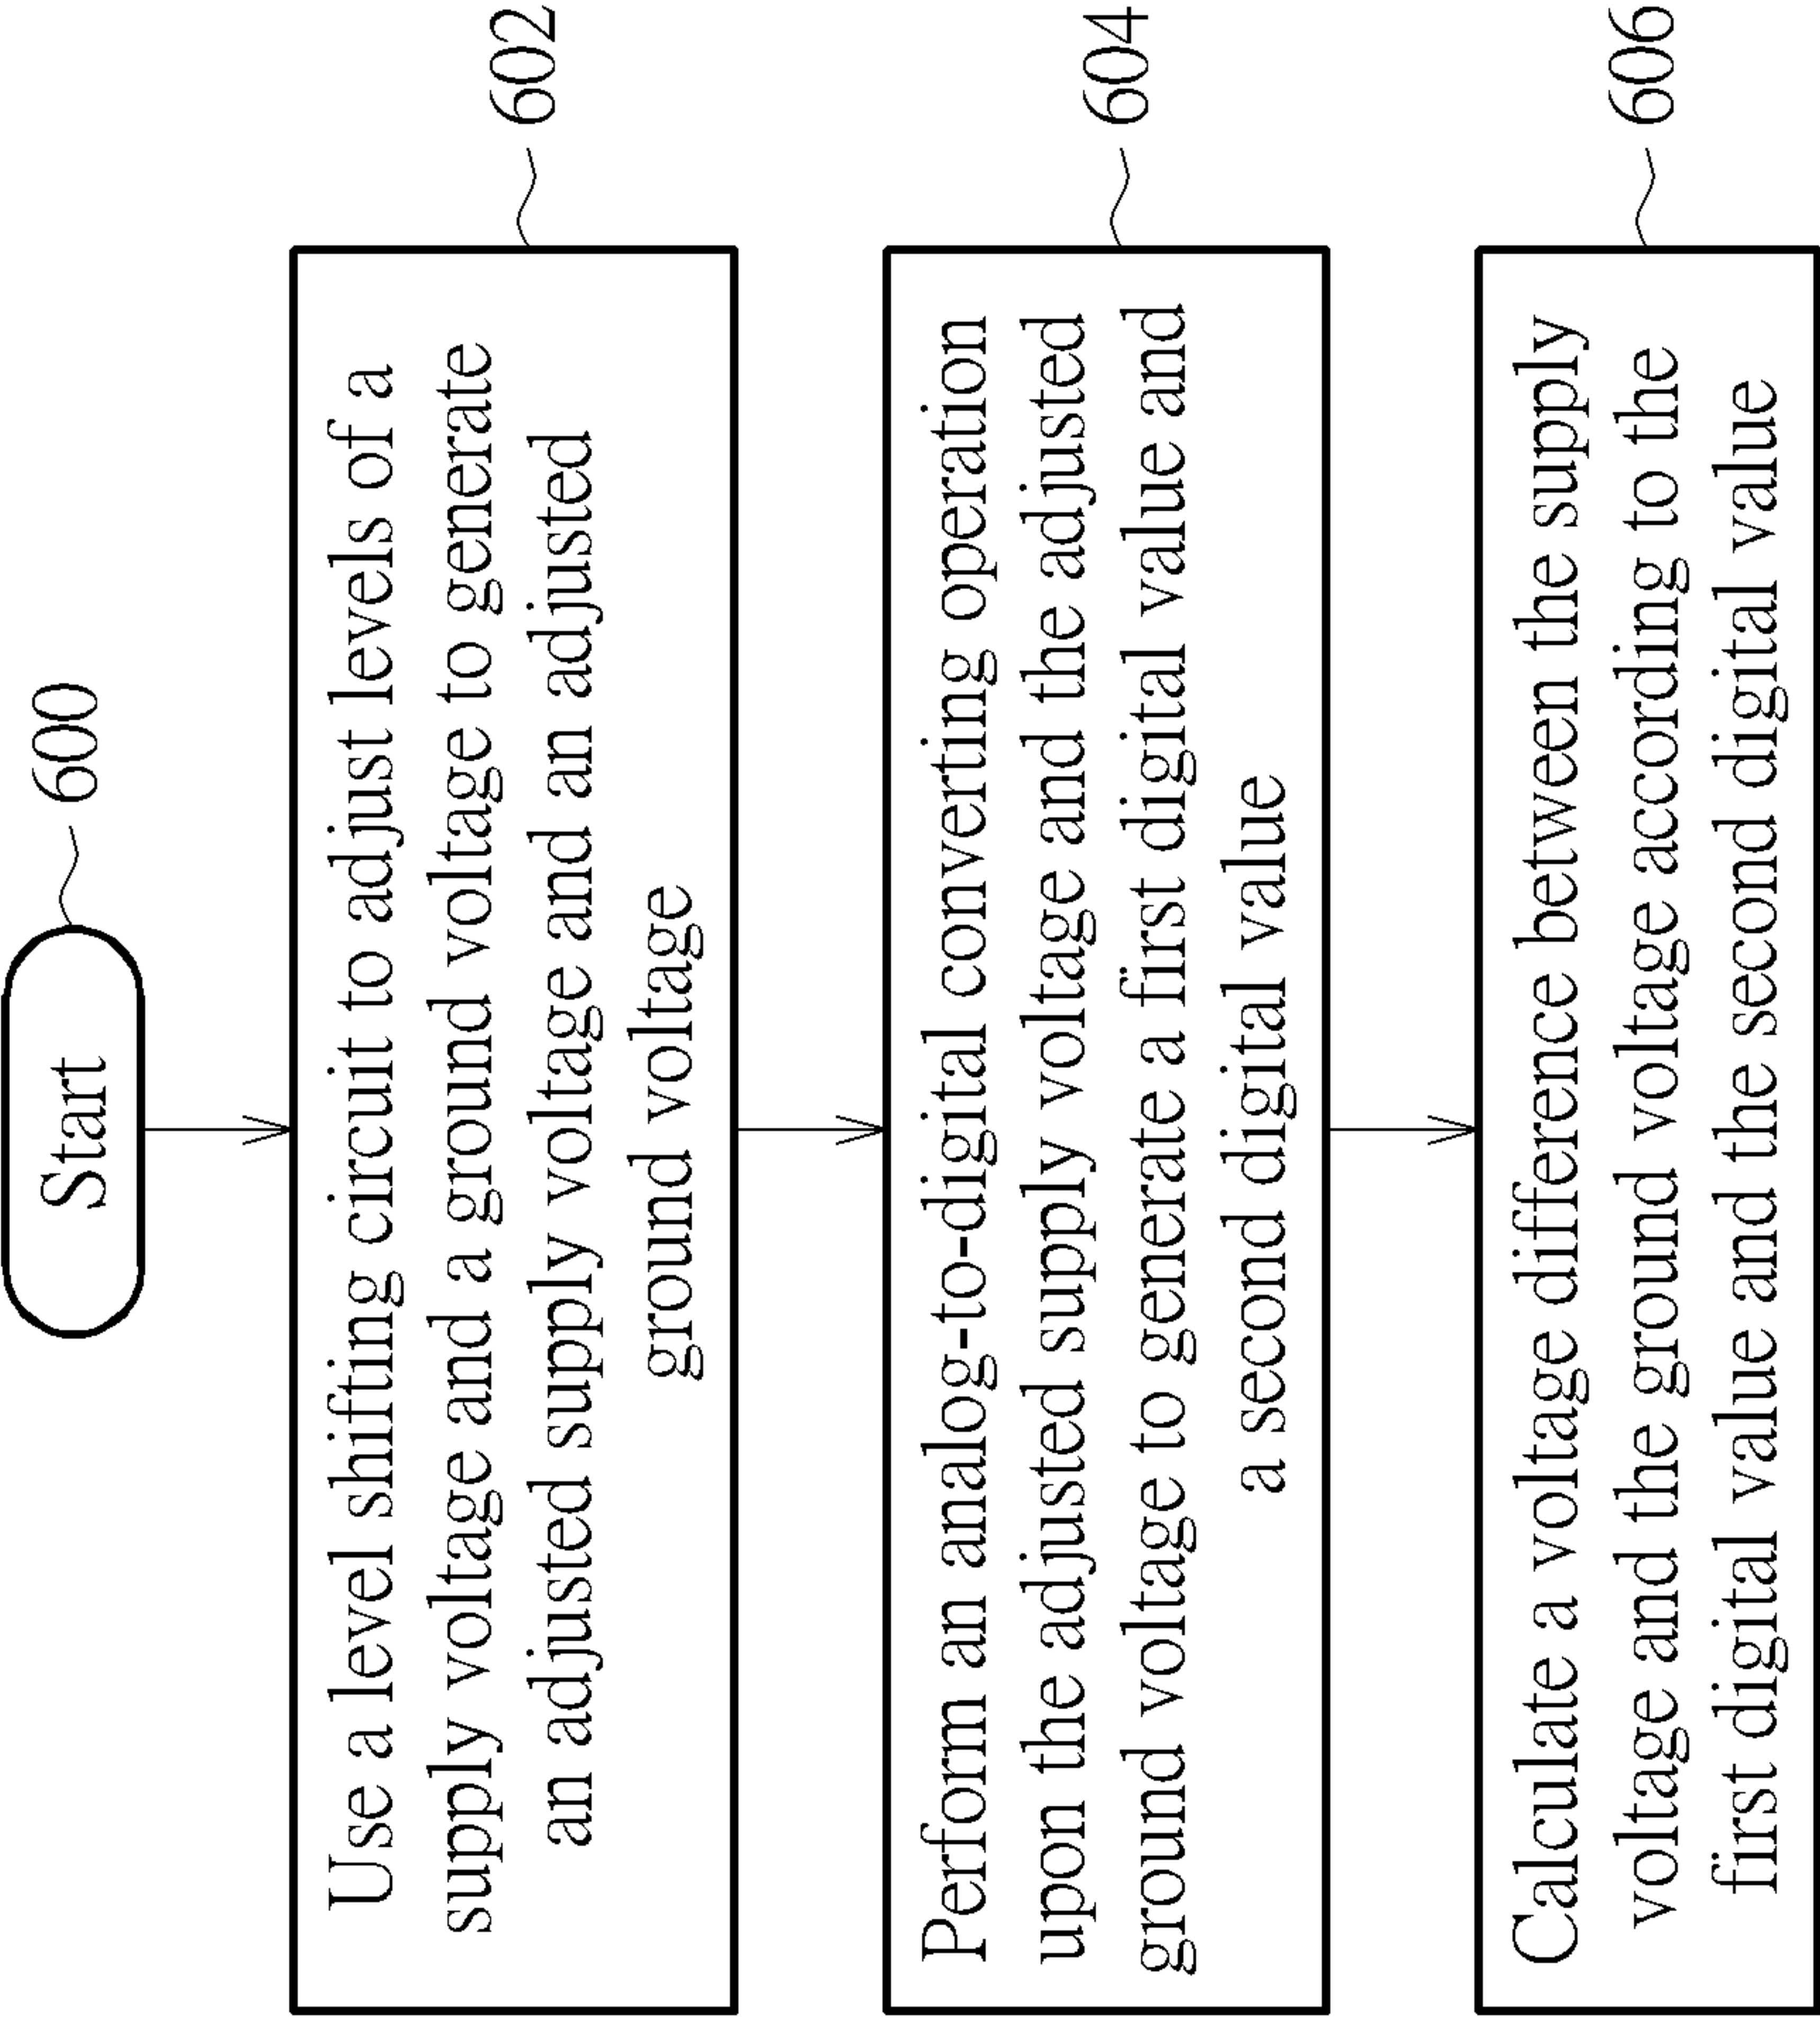 Start
600
Use a level shifting circuit to adjust levels of a
supply voltage and a ground voltage to generate
an adjusted supply voltage and an adjusted
ground voltage
602
Perform an analog-to-digital converting operation
upon the adjusted supply voltage and the adjusted
ground voltage to generate a first digital value and
a second digital value
604
Calculate a voltage difference between the supply
voltage and the ground voltage according to the
first digital value and the second digital value
606